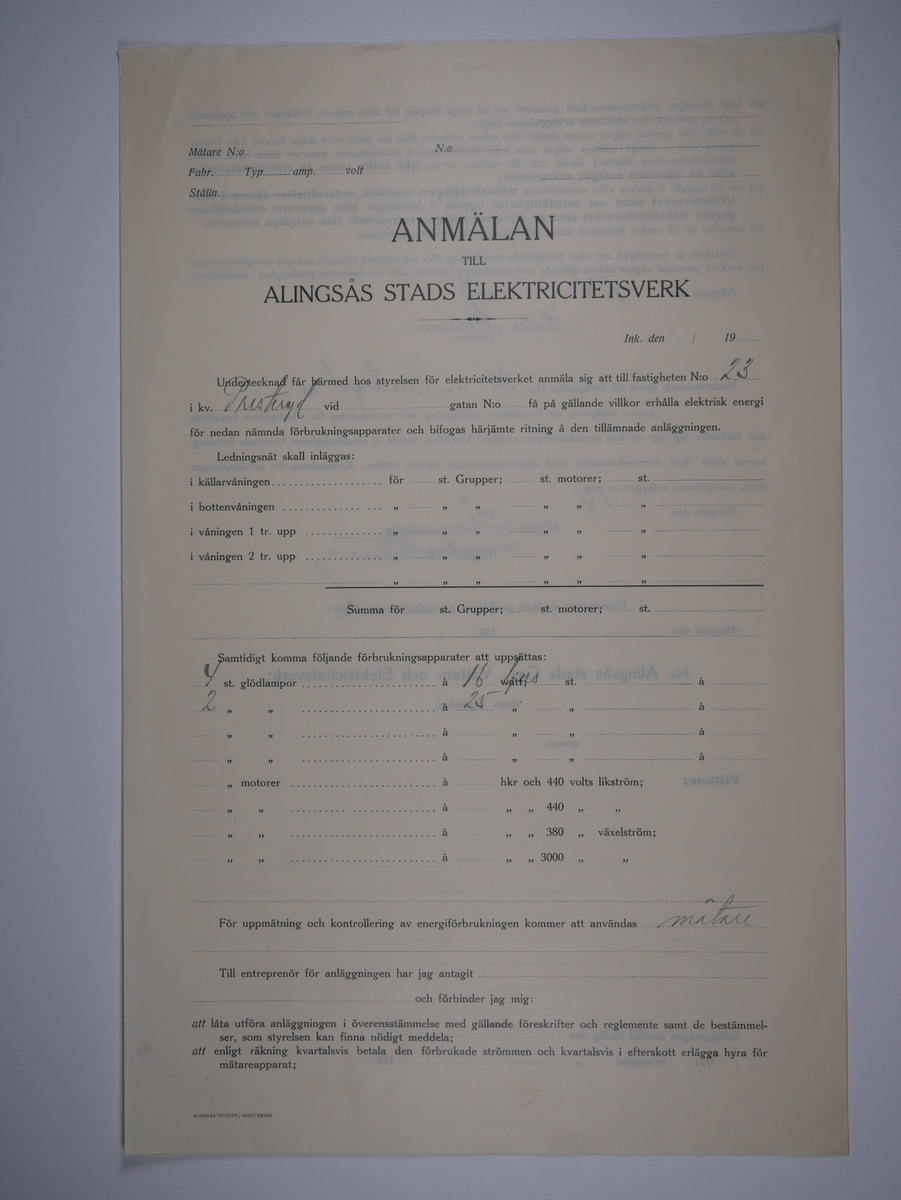 Mätare N:o N:o
Fabr. Typ amp. volt
Ställn.
ANMÄLAN
TILL
ALINGSÅS STADS ELEKTRICITETSVERK
Ink. den / 19
Undertecknad får härmed hos styrelsen för elektricitetsverket anmäla sig att till fastigheten N:o 23
i kv. vid gatan N:o få på gällande villkor erhålla elektrisk energi
för nedan nämnda förbrukningsapparater och bifogas härjämte ritning å den tillämnade anläggningen.
Ledningsnät skall inläggas:
i källarvåningen................... för st. Grupper; st. motorer; st.
i bottenvåningen .................. „ „ „ „ „ „
i våningen 1 tr. upp .............. „ „ „ „ „ „
i våningen 2 tr. upp .............. „ „ „ „ „ „
„ „ „ „ „ „
Summa för st. Grupper; st. motorer; st.
Samtidigt komma följande förbrukningsapparater att uppsättas:
4 st. glödlampor ........................ à 16 watt; ljus st. à
2 „ „ ........................ à 25 „ „ à
„ „ ........................ à „ „ à
„ „ ........................ à „ „ à
„ motorer .......................... à hkr och 440 volts likström;
„ „ .......................... à „ „ 440 „ „
„ „ .......................... à „ „ 380 „ växelström;
„ „ .......................... à „ „ 3000 „ „
För uppmätning och kontrollering av energiförbrukningen kommer att användas mätare
Till entreprenör för anläggningen har jag antagit
och förbinder jag mig:
att låta utföra anläggningen i överensstämmelse med gällande föreskrifter och reglemente samt de bestämmel-
ser, som styrelsen kan finna nödigt meddela;
att enligt räkning kvartalsvis betala den förbrukade strömmen och kvartalsvis i efterskott erlägga hyra för
mätareapparat;
ALINGSÅS TRYCKERI, ADOLF